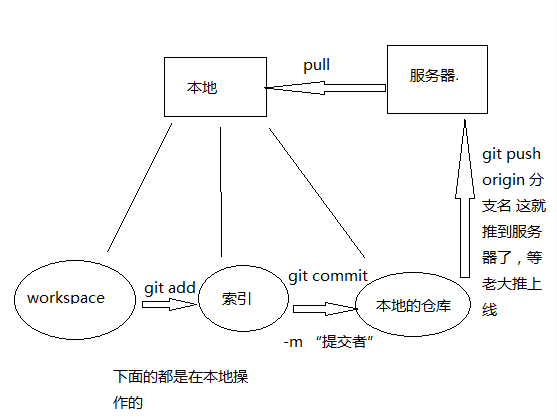 pull
本地
服务器.
git push
origin 分
支名 这就
推到服务
器了，等
老大推上
线
workspace
git add
索引
git commit
-m “提交者”
本地的仓库
下面的都是在本地操
作的